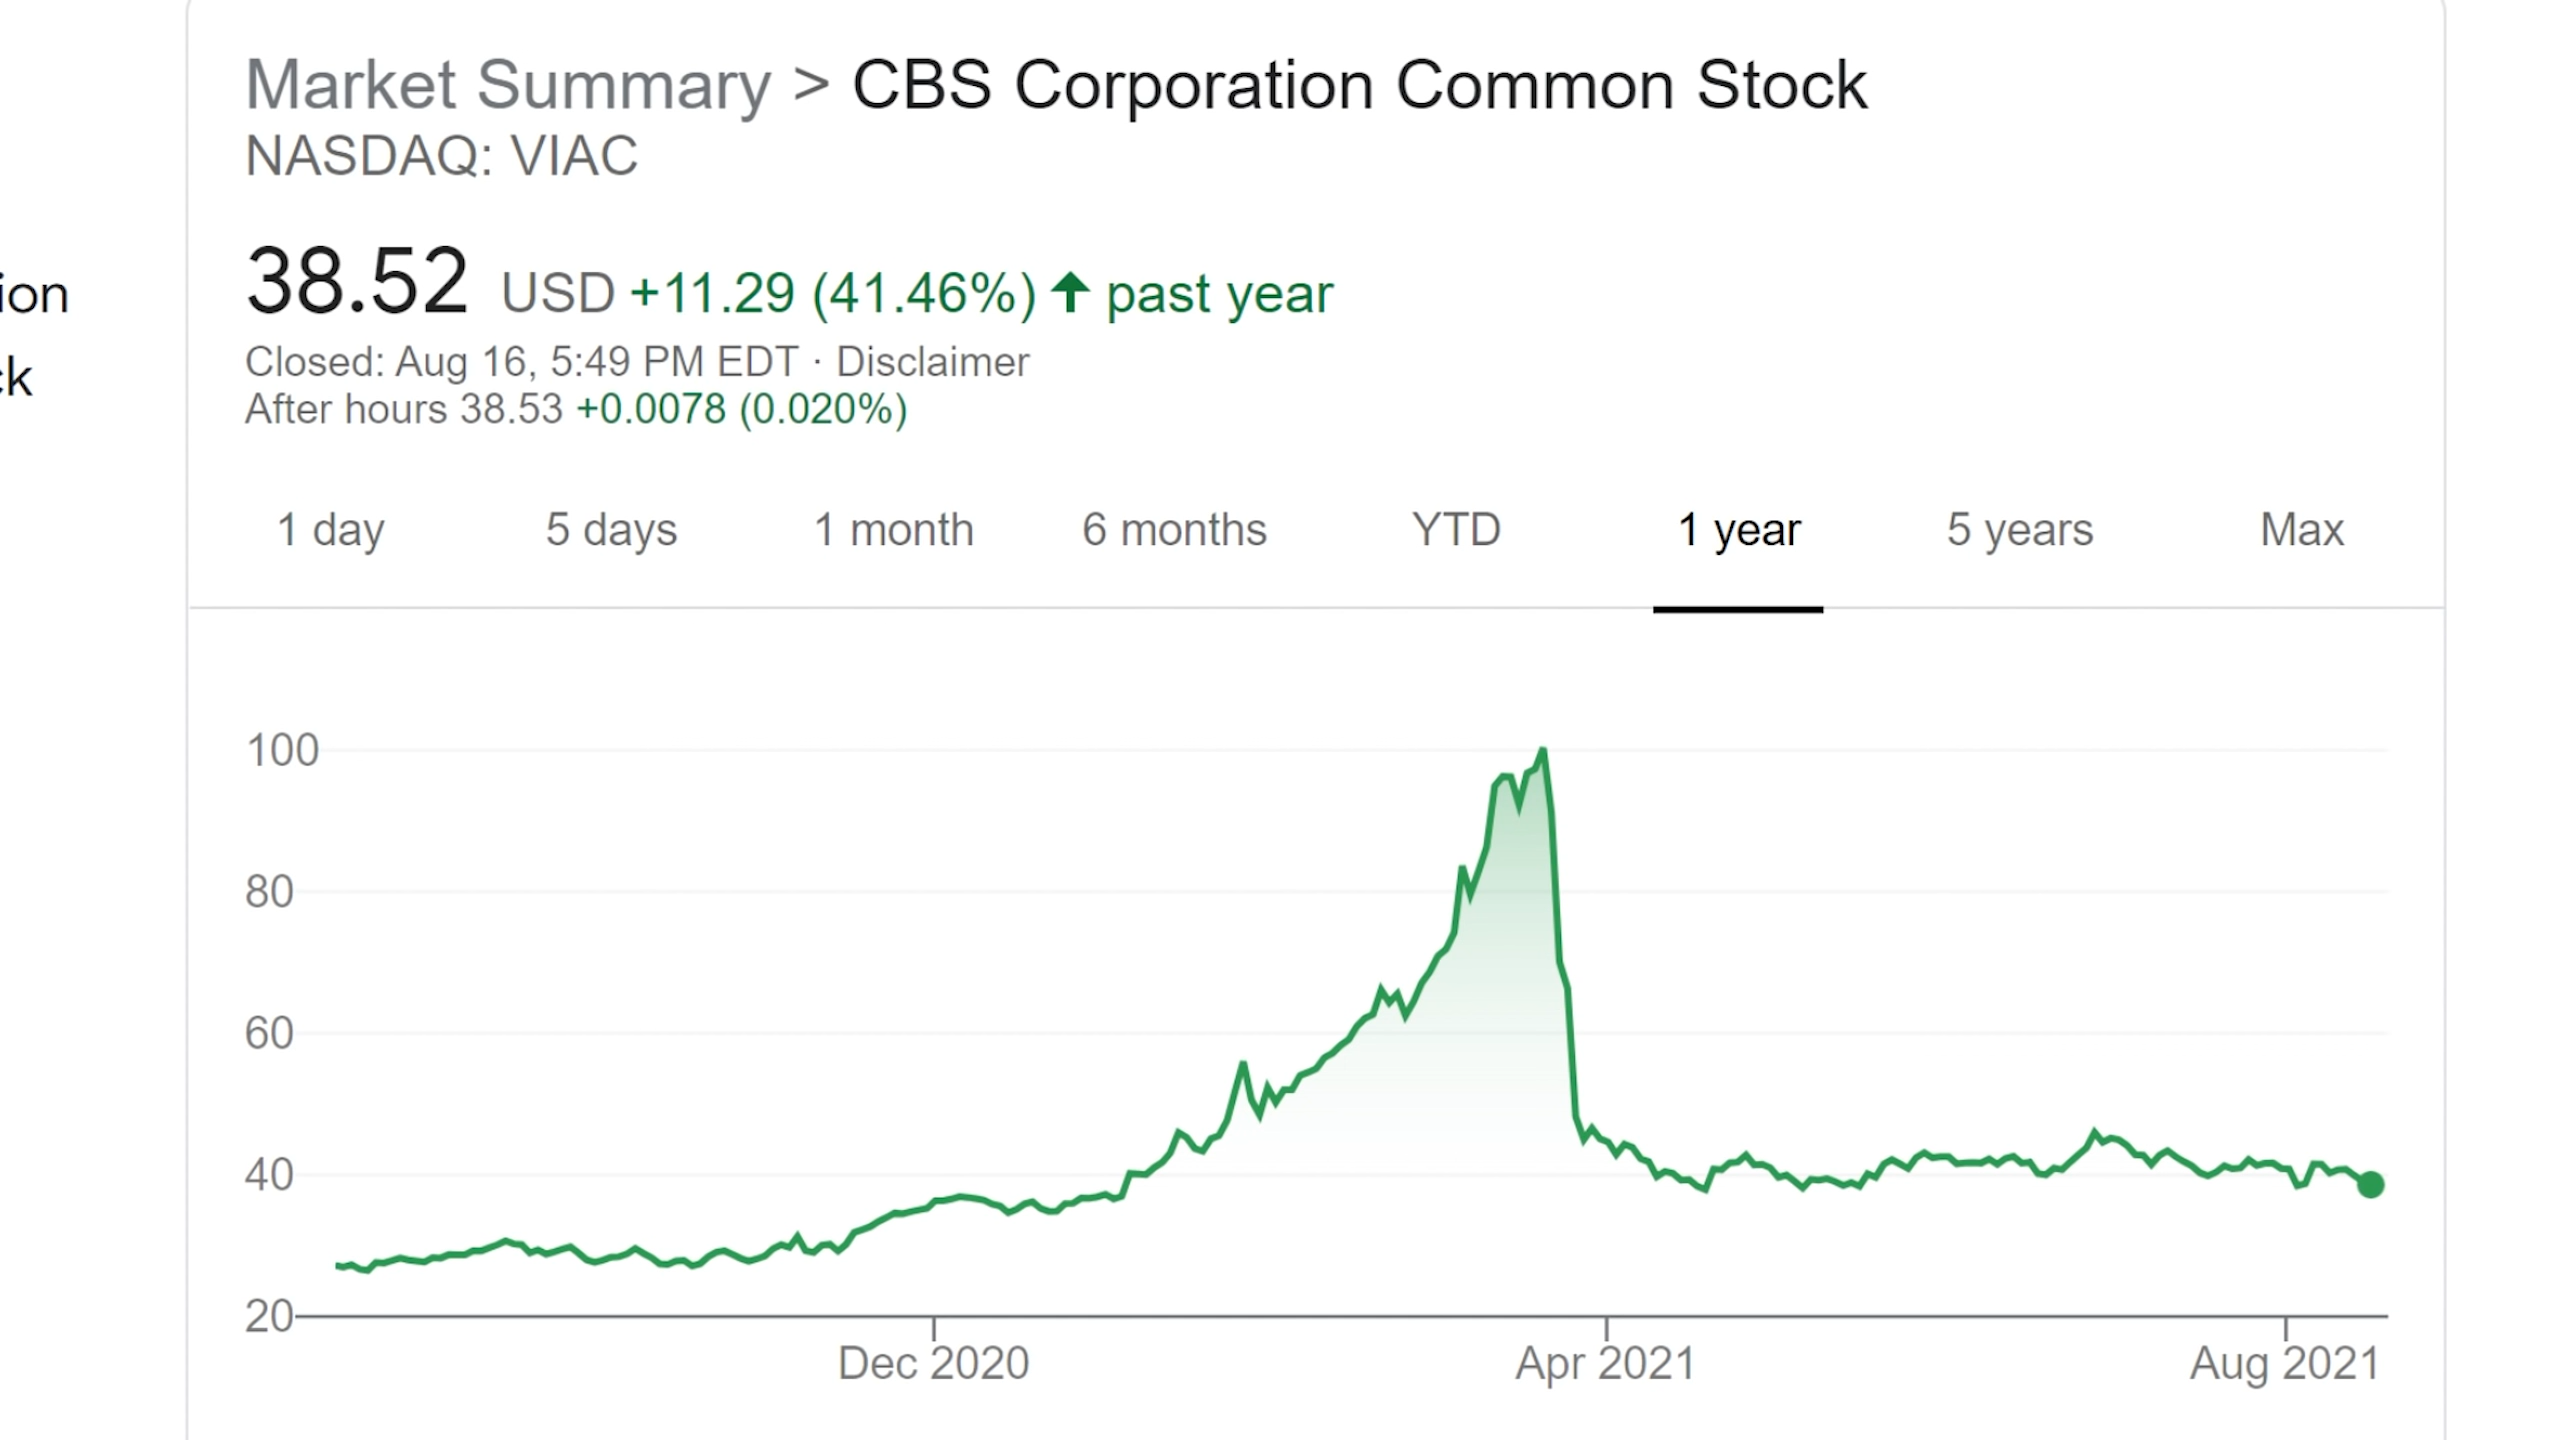 Market Summary > CBS Corporation Common Stock
NASDAQ: VIAC
38.52 USD +11.29 (41.46%) ↑ past year
ion
Closed: Aug 16, 5:49 PM EDT · Disclaimer
ck
After hours 38.53 +0.0078 (0.020%)
1 day 5 days 1 month 6 months YTD 1 year 5 years Max
100
80
60
40
20
Dec 2020 Apr 2021 Aug 2021